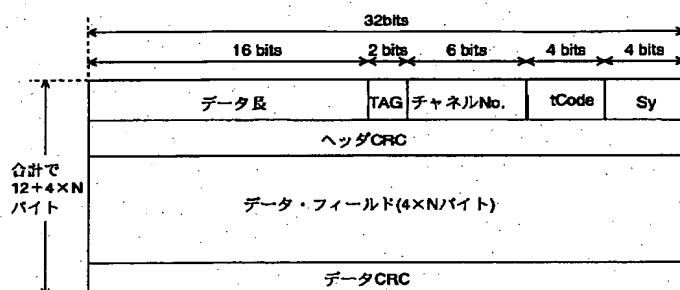 32bits
16 bits
2 bits
6 bits
4 bits
4 bits
データ長
TAG
チャネルNo.
tCode
Sy
ヘッダCRC
合計で
12+4×N
バイト
データ・フィールド(4×Nバイト)
データCRC